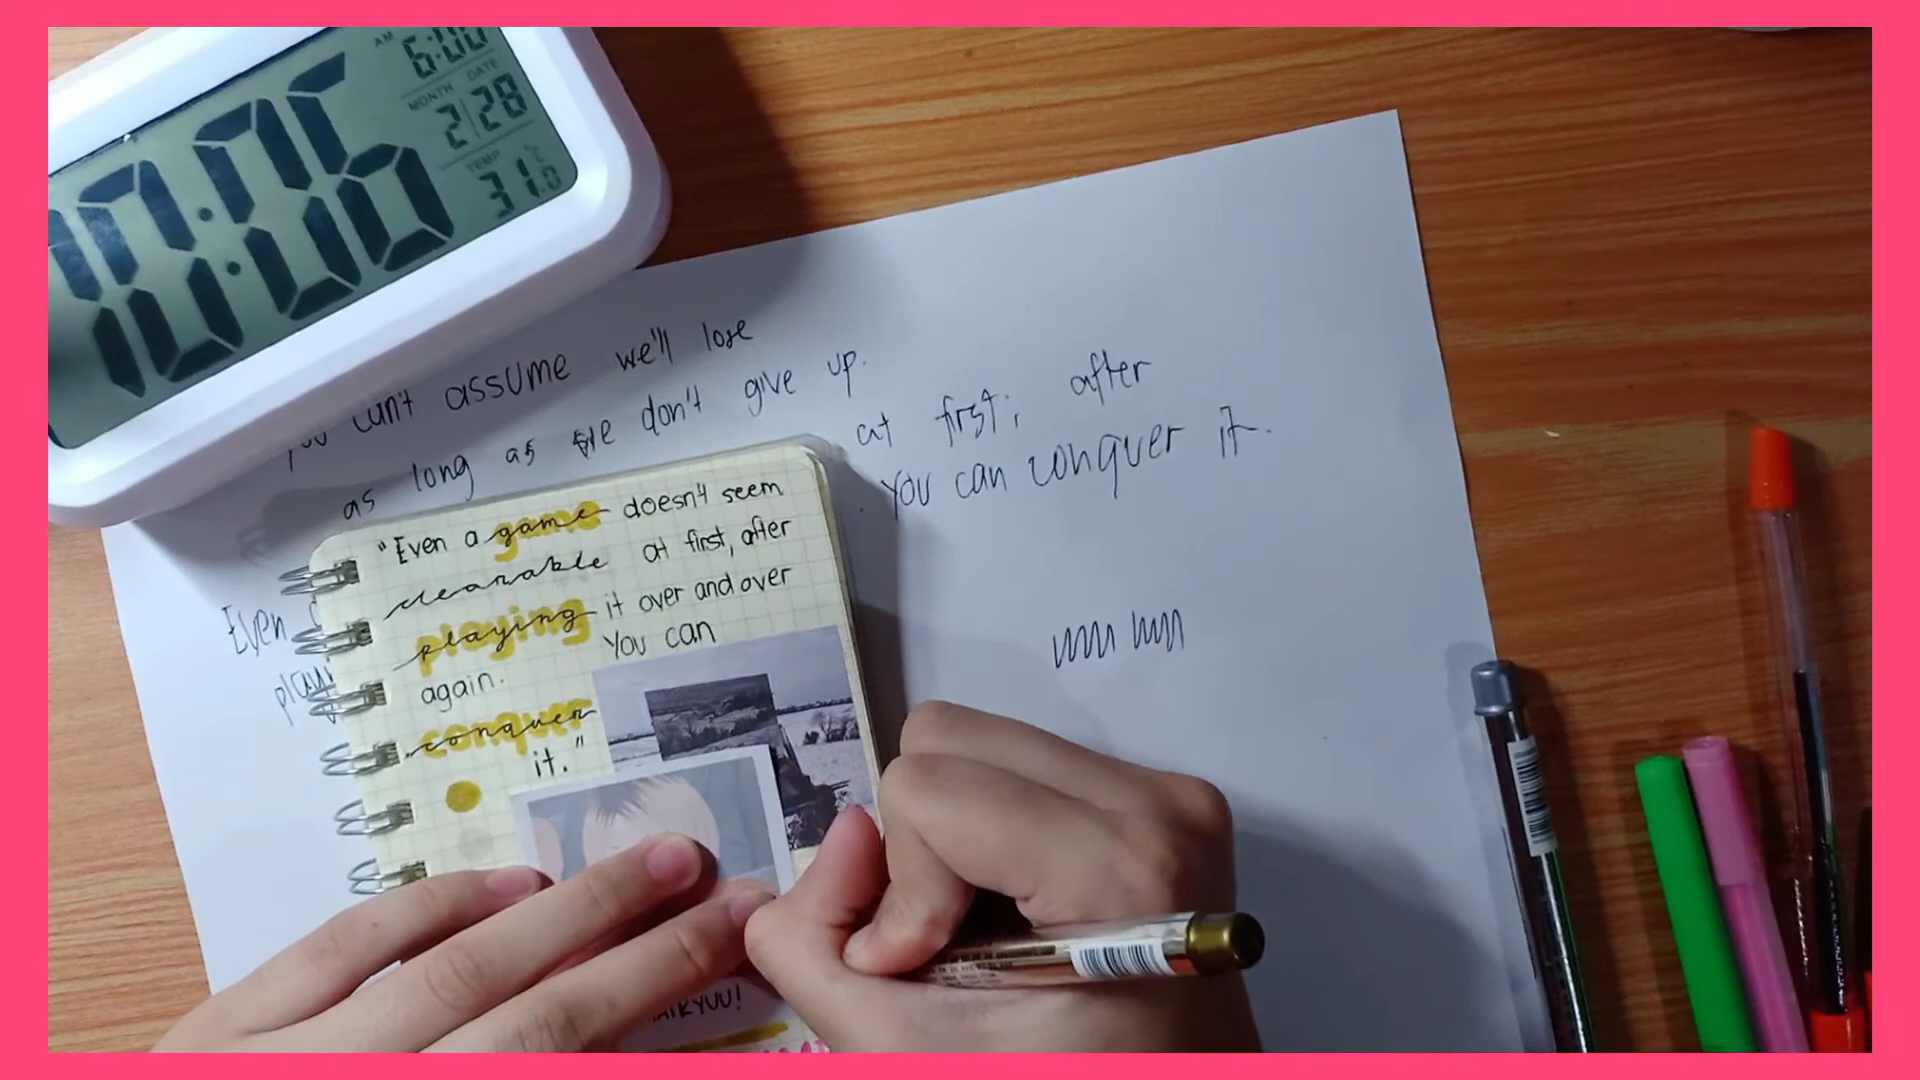 AM 6:00
10:06
MONTH DATE
2/28
TEMP
31.0 °C
you can't assume we'll lose
as long as we don't give up.
at first; after
you can conquer it.
Even
"Even a game doesn't seem
clearable at first, after
playing it over and over
again. You can
conquer
it."